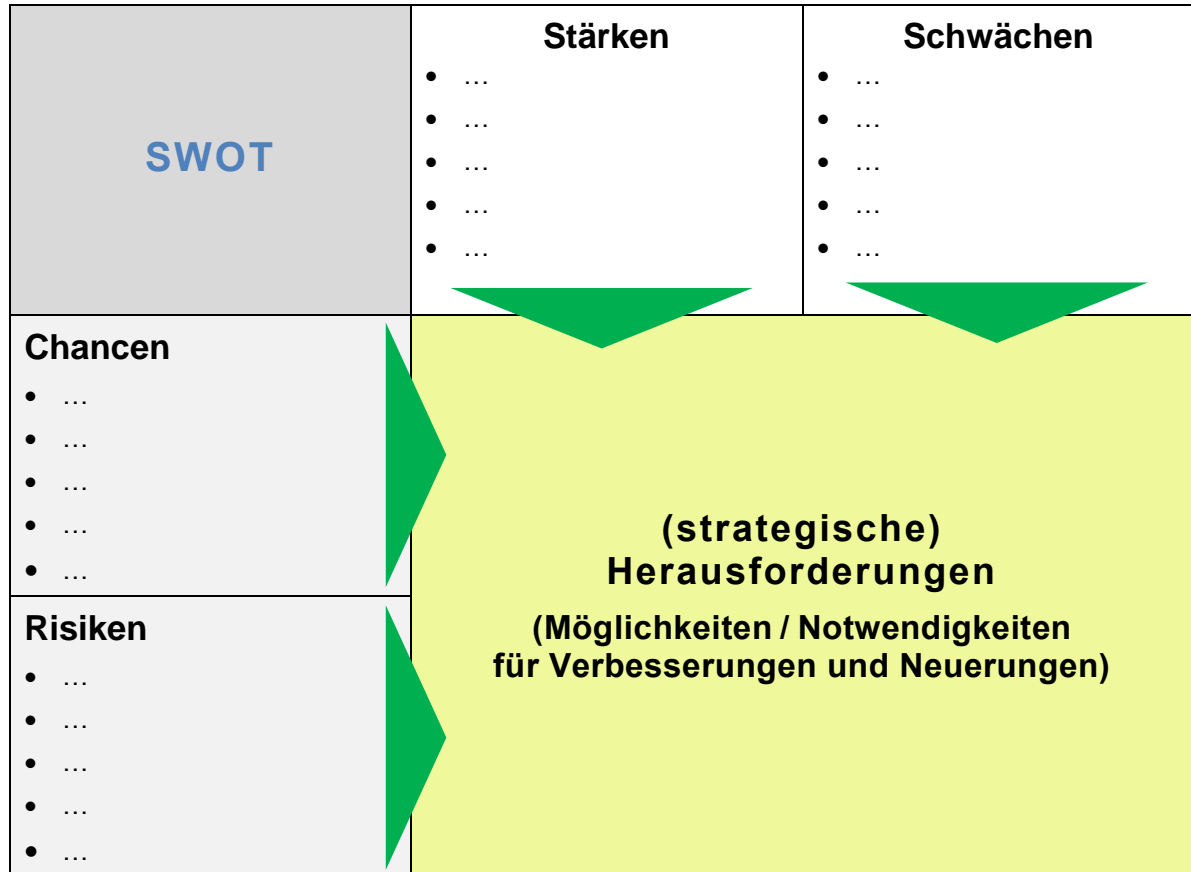 SWOT
Stärken
• …
• …
• …
• …
• …
Schwächen
• …
• …
• …
• …
• …
Chancen
• …
• …
• …
• …
• …
Risiken
• …
• …
• …
• …
• …
(strategische)
Herausforderungen
(Möglichkeiten / Notwendigkeiten
für Verbesserungen und Neuerungen)